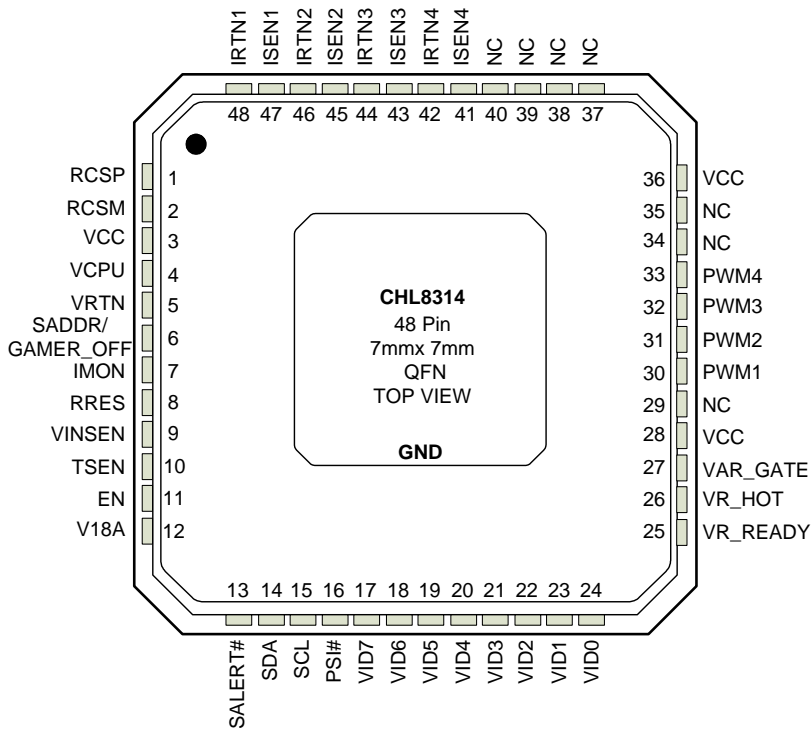 IRTN1
ISEN1
IRTN2
ISEN2
IRTN3
ISEN3
IRTN4
ISEN4
NC
NC
NC
NC
48 47 46 45 44 43 42 41 40 39 38 37
RCSP 1
RCSM 2
VCC 3
VCPU 4
VRTN 5
SADDR/
GAMER_OFF 6
IMON 7
RRES 8
VINSEN 9
TSEN 10
EN 11
V18A 12
CHL8314
48 Pin
7mmx 7mm
QFN
TOP VIEW
GND
36 VCC
35 NC
34 NC
33 PWM4
32 PWM3
31 PWM2
30 PWM1
29 NC
28 VCC
27 VAR_GATE
26 VR_HOT
25 VR_READY
13 14 15 16 17 18 19 20 21 22 23 24
SALERT#
SDA
SCL
PSI#
VID7
VID6
VID5
VID4
VID3
VID2
VID1
VID0